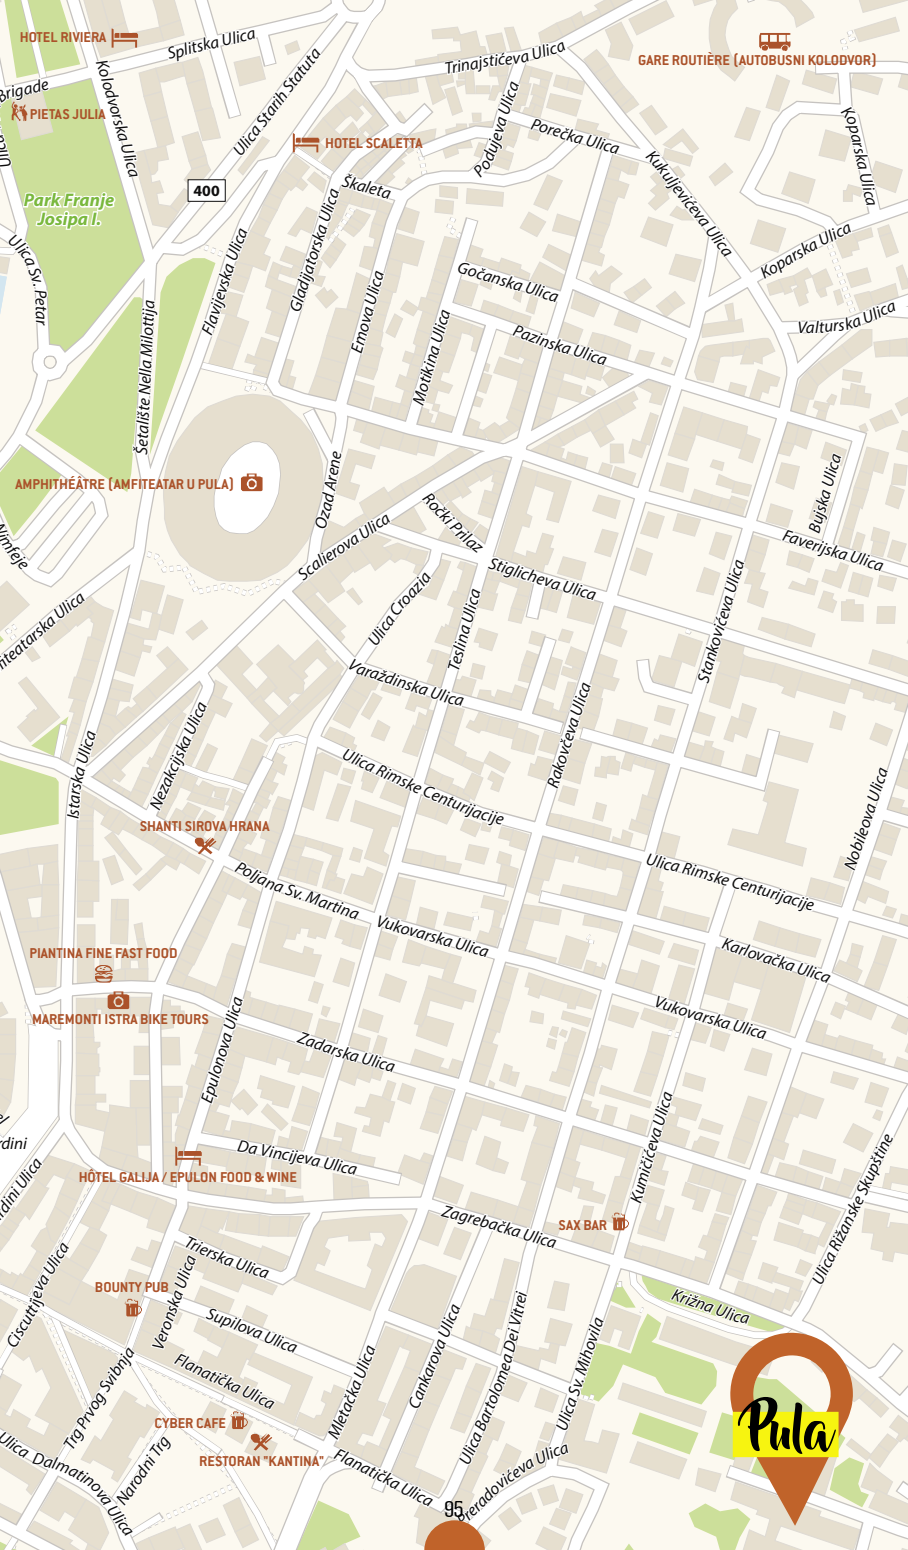 HOTEL RIVIERA
Splitska Ulica
Trinajstićeva Ulica
GARE ROUTIÈRE (AUTOBUSNI KOLODVOR)
Brigade
Kolodvorska Ulica
Ulica Starih Statuta
PIETAS JULIA
HOTEL SCALETTA
Podujeva Ulica
Porečka Ulica
Koparska Ulica
Kukuljevićeva Ulica
400
Škaleta
Park Franje
Josipa I.
Ulica Sv. Petar
Flavijevska Ulica
Gladijatorska Ulica
Emova Ulica
Gočanska Ulica
Koparska Ulica
Valturska Ulica
Šetalište Nella Milottija
Motikina Ulica
Pazinska Ulica
AMPHITHÉÂTRE (AMFITEATAR U PULA)
Ozad Arene
Scalierova Ulica
Ročki Prilaz
Bujska Ulica
Faverijska Ulica
Nimfeje
Stiglicheva Ulica
Ulica Croazia
Teslina Ulica
Stankovićeva Ulica
iteatarska Ulica
Varaždinska Ulica
Rakovčeva Ulica
Istarska Ulica
Nezakcijska Ulica
Ulica Rimske Centurijacije
Nobileova Ulica
SHANTI SIROVA HRANA
Poljana Sv. Martina
Ulica Rimske Centurijacije
Vukovarska Ulica
Karlovačka Ulica
PIANTINA FINE FAST FOOD
MAREMONTI ISTRA BIKE TOURS
Vukovarska Ulica
Epulonova Ulica
Zadarska Ulica
rdini
Da Vincijeva Ulica
Kumičićeva Ulica
Ulica Rižanske Skupštine
HÔTEL GALIJA / EPULON FOOD & WINE
rdini Ulica
Zagrebačka Ulica
SAX BAR
Ciscuttijeva Ulica
Trierska Ulica
BOUNTY PUB
Veronska Ulica
Supilova Ulica
Križna Ulica
Cankarova Ulica
Ulica Bartolomea Dei Vitrei
Ulica Sv. Mihovila
Mletačka Ulica
Flanatička Ulica
Trg Prvog Svibnja
CYBER CAFE
Pula
RESTORAN "KANTINA"
Ulica Dalmatinova Ulica
Narodni Trg
Flanatička Ulica
Preradovićeva Ulica
95